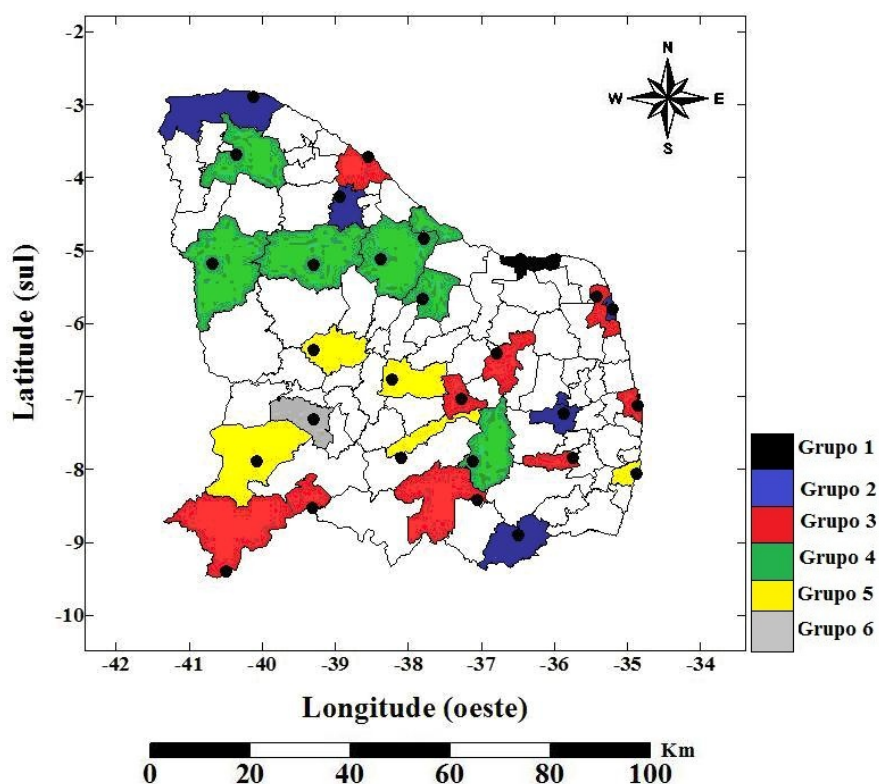 -2
-3
-4
-5
-6
-7
-8
-9
-10
Latitude (sul)
N
W E
S
Grupo 1
Grupo 2
Grupo 3
Grupo 4
Grupo 5
Grupo 6
-42 -41 -40 -39 -38 -37 -36 -35 -34
Longitude (oeste)
Km
0 20 40 60 80 100